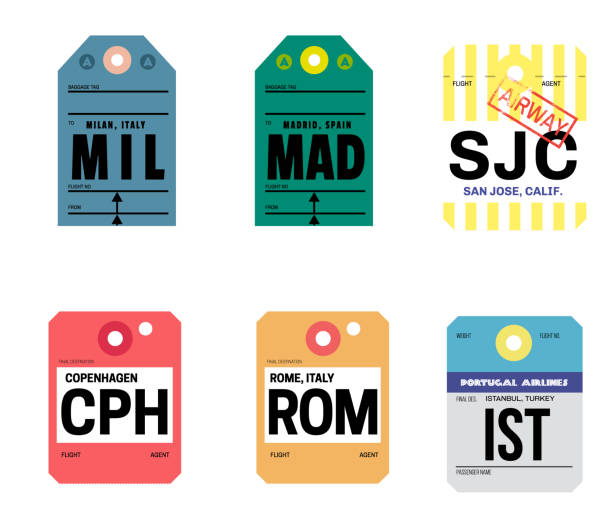 A A
BAGGAGE TAG
TO MILAN, ITALY
MIL
FLIGHT NO
FROM
A A
BAGGAGE TAG
TO MADRID, SPAIN
MAD
FLIGHT NO
FROM
FLIGHT AGENT
AIRWAY
SJC
SAN JOSE, CALIF.
FINAL DESTINATION
COPENHAGEN
CPH
FLIGHT AGENT
FINAL DESTINATION
ROME, ITALY
ROM
FLIGHT AGENT
WEIGHT FLIGHT NO.
PORTUGAL AIRLINES
FINAL DES. ISTANBUL, TURKEY
IST
PASSENGER NAME